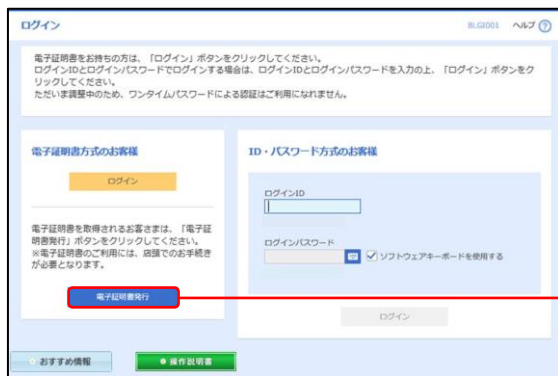 ログイン
BLGI001 ヘルプ ?
電子証明書をお持ちの方は、「ログイン」ボタンをクリックしてください。
ログインIDとログインパスワードでログインする場合は、ログインIDとログインパスワードを入力の上、「ログイン」ボタンをク
リックしてください。
ただいま調整中のため、ワンタイムパスワードによる認証はご利用になれません。
電子証明書方式のお客様
ログイン
電子証明書を取得されるお客さまは、「電子証
明書発行」ボタンをクリックしてください。
※電子証明書のご利用には、店頭でのお手続き
が必要となります。
電子証明書発行
ID・パスワード方式のお客様
ログインID
ログインパスワード
ソフトウェアキーボードを使用する
ログイン
おすすめ情報
操作説明書